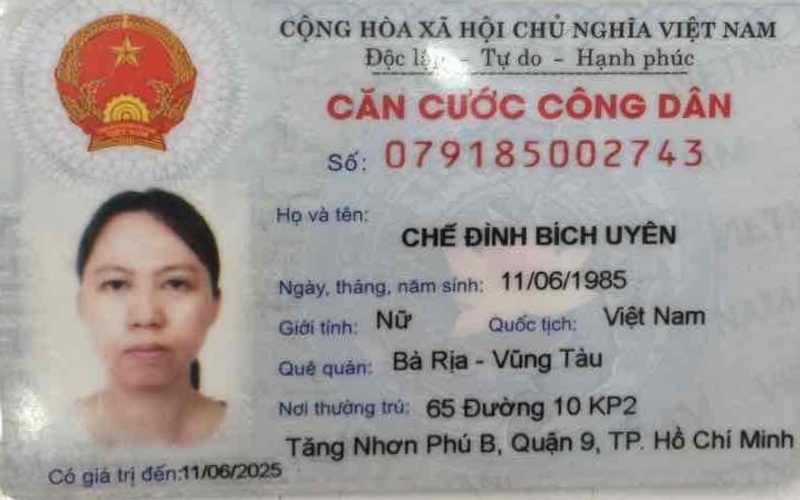 CỘNG HÒA XÃ HỘI CHỦ NGHĨA VIỆT NAM
Độc lập - Tự do - Hạnh phúc
CĂN CƯỚC CÔNG DÂN
Số: 079185002743
Họ và tên:
CHẾ ĐÌNH BÍCH UYÊN
Ngày, tháng, năm sinh: 11/06/1985
Giới tính: Nữ Quốc tịch: Việt Nam
Quê quán: Bà Rịa - Vũng Tàu
Nơi thường trú: 65 Đường 10 KP2
Tăng Nhơn Phú B, Quận 9, TP. Hồ Chí Minh
Có giá trị đến: 11/06/2025